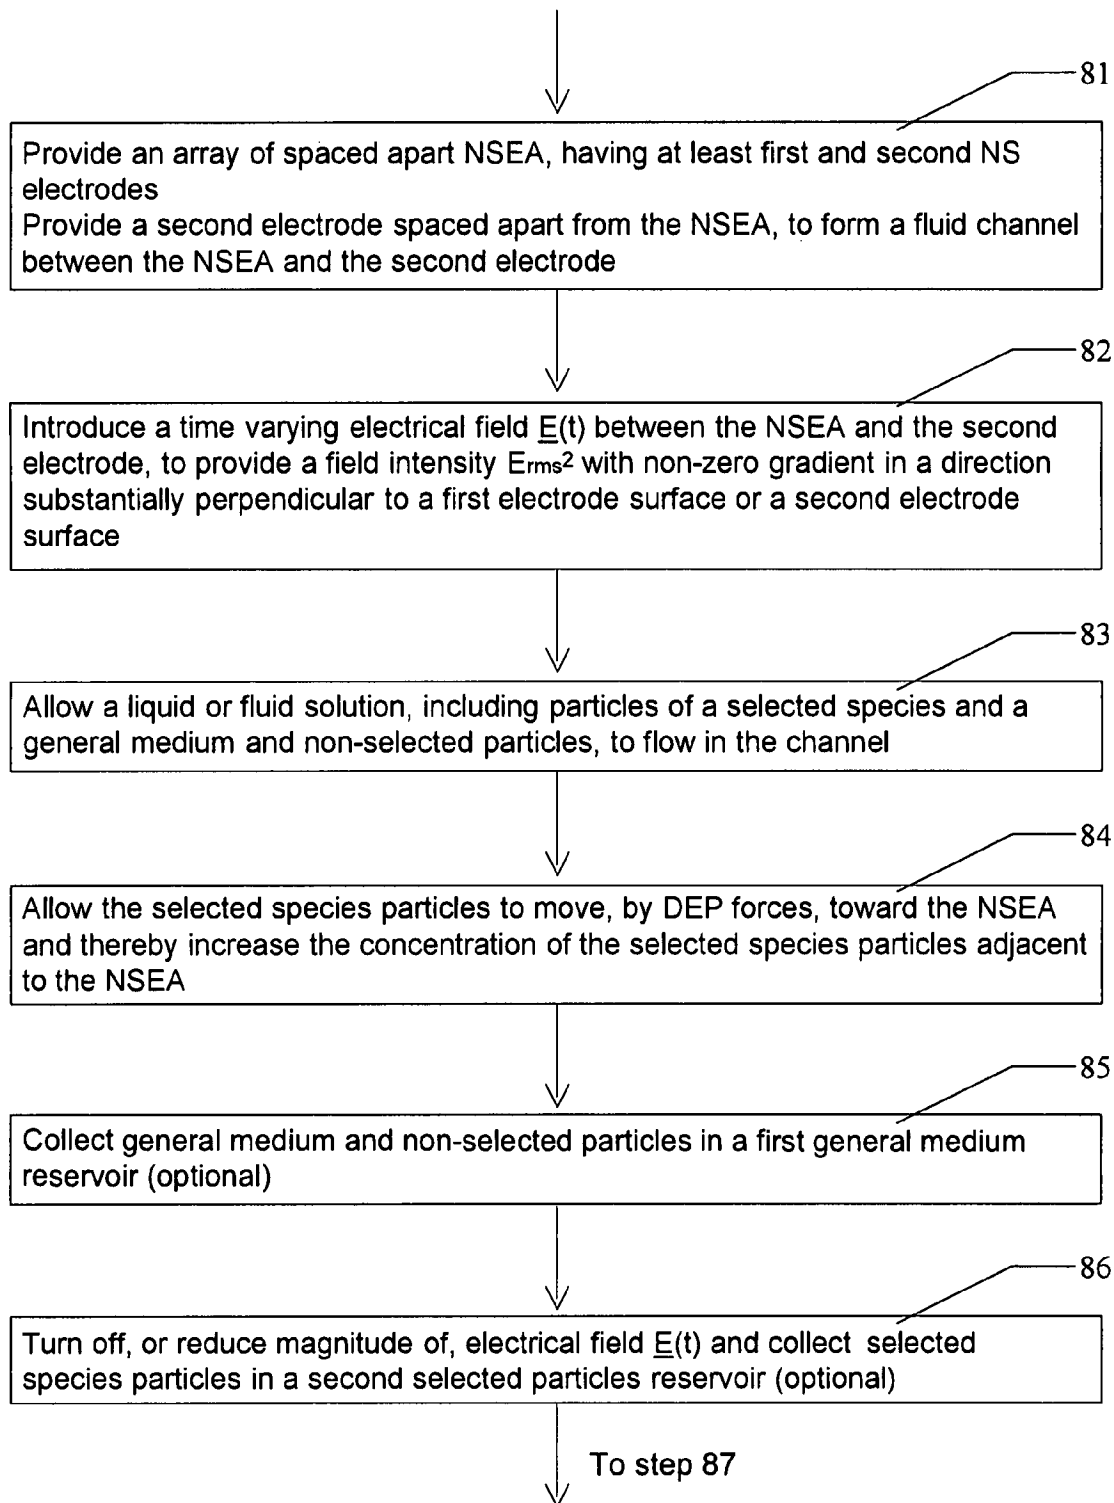 81
Provide an array of spaced apart NSEA, having at least first and second NS
electrodes
Provide a second electrode spaced apart from the NSEA, to form a fluid channel
between the NSEA and the second electrode
82
Introduce a time varying electrical field E(t) between the NSEA and the second
electrode, to provide a field intensity Erms² with non-zero gradient in a direction
substantially perpendicular to a first electrode surface or a second electrode
surface
83
Allow a liquid or fluid solution, including particles of a selected species and a
general medium and non-selected particles, to flow in the channel
84
Allow the selected species particles to move, by DEP forces, toward the NSEA
and thereby increase the concentration of the selected species particles adjacent
to the NSEA
85
Collect general medium and non-selected particles in a first general medium
reservoir (optional)
86
Turn off, or reduce magnitude of, electrical field E(t) and collect selected
species particles in a second selected particles reservoir (optional)
To step 87